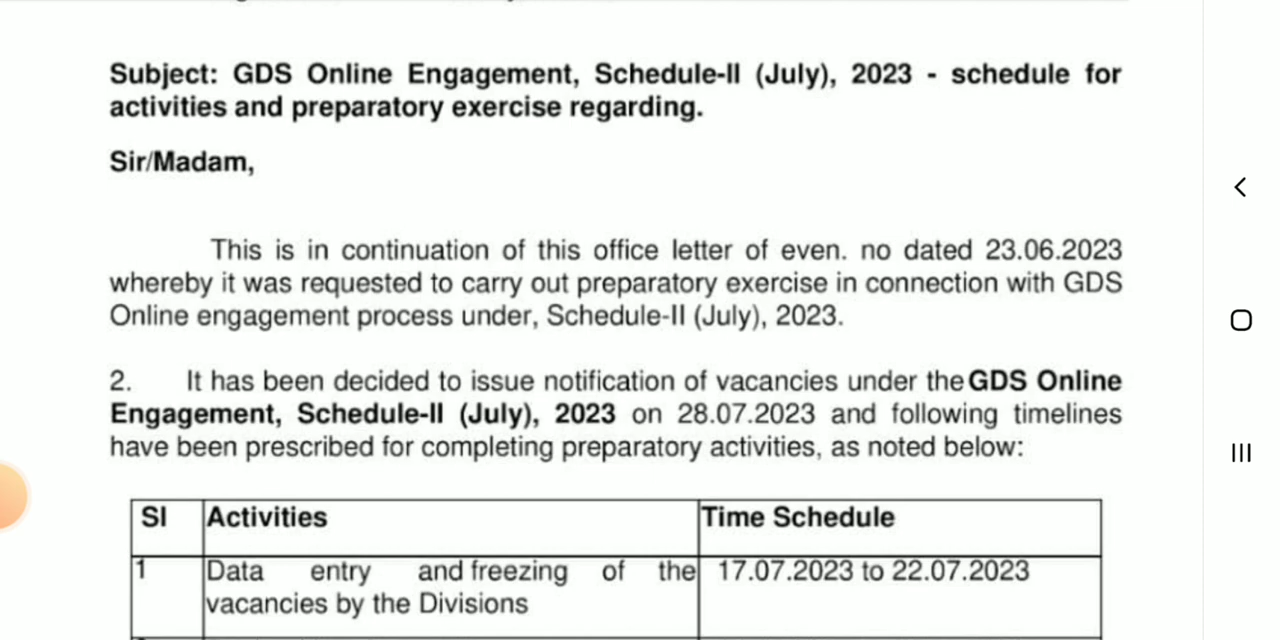 Subject: GDS Online Engagement, Schedule-II (July), 2023 - schedule for
activities and preparatory exercise regarding.
Sir/Madam,
This is in continuation of this office letter of even. no dated 23.06.2023
whereby it was requested to carry out preparatory exercise in connection with GDS
Online engagement process under, Schedule-II (July), 2023.
2. It has been decided to issue notification of vacancies under the GDS Online
Engagement, Schedule-II (July), 2023 on 28.07.2023 and following timelines
have been prescribed for completing preparatory activities, as noted below:
Sl Activities Time Schedule
1 Data entry and freezing of the 17.07.2023 to 22.07.2023
vacancies by the Divisions